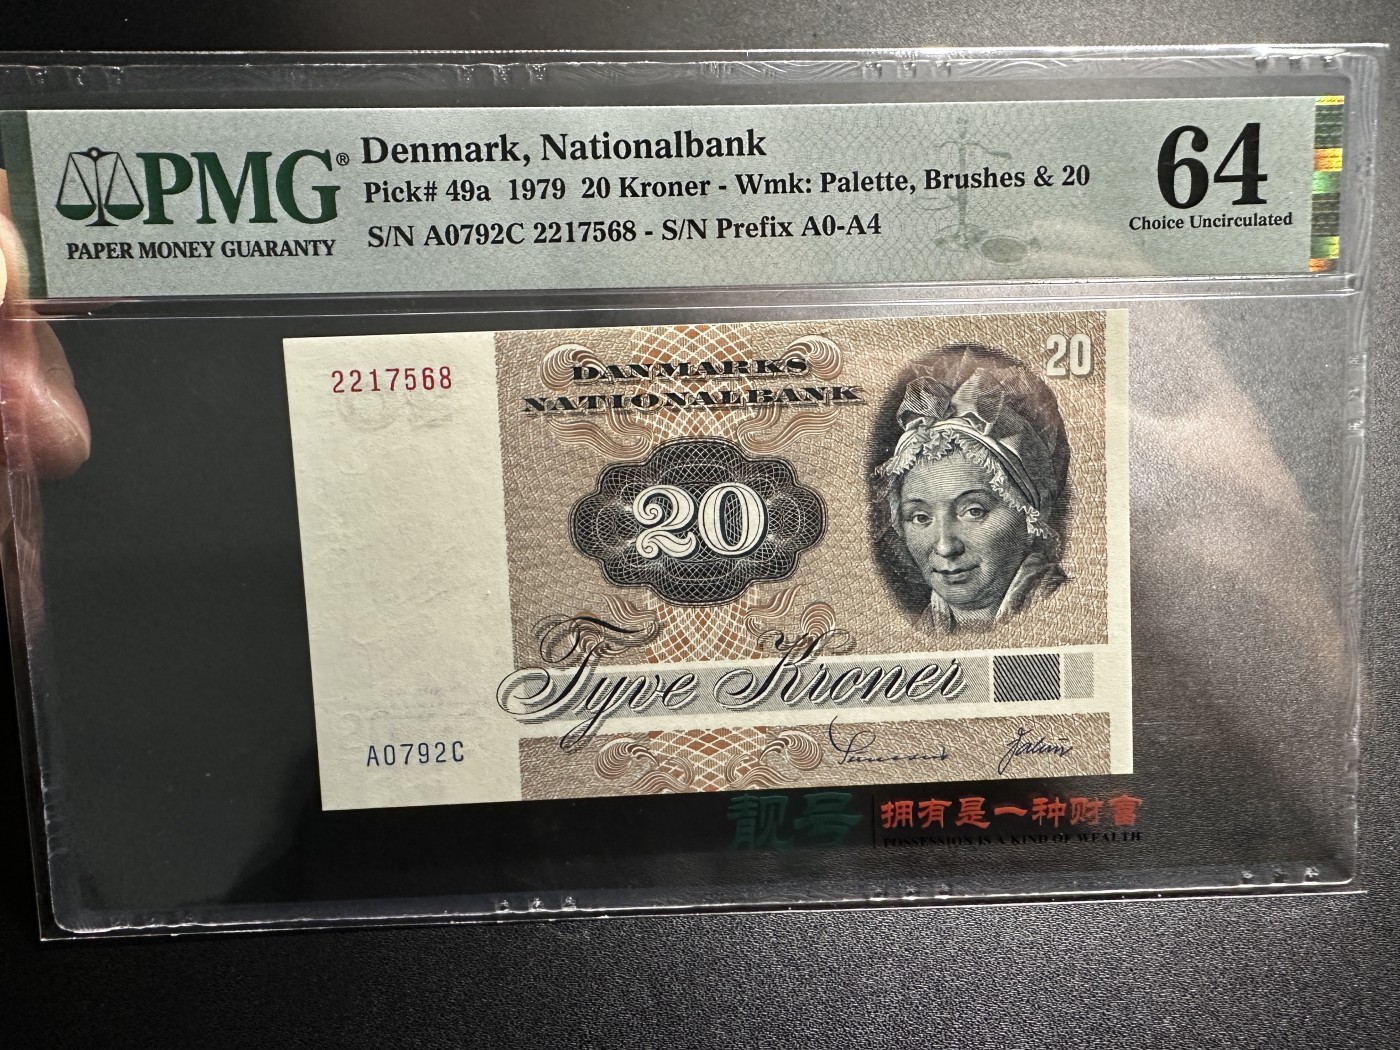 PMG®
PAPER MONEY GUARANTY
Denmark, Nationalbank
Pick# 49a 1979 20 Kroner - Wmk: Palette, Brushes & 20
S/N A0792C 2217568 - S/N Prefix A0-A4
64
Choice Uncirculated
2217568
DANMARKS
NATIONALBANK
20
20
Tyve Kroner
A0792C
靓号
拥有是一种财富
POSSESSION IS A KIND OF WEALTH